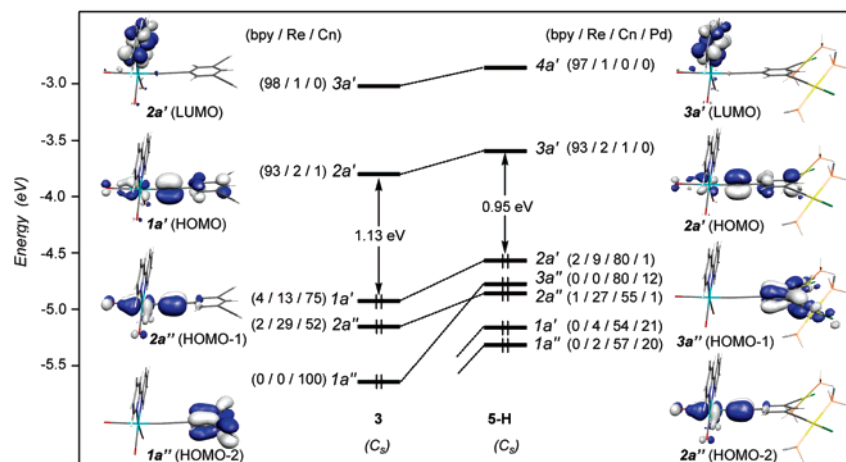 (bpy / Re / Cn)
(bpy / Re / Cn / Pd)
Energy (eV)
-3.0
-3.5
-4.0
-4.5
-5.0
-5.5
2a' (LUMO)
1a' (HOMO)
2a" (HOMO-1)
1a" (HOMO-2)
(98 / 1 / 0) 3a'
(93 / 2 / 1) 2a'
1.13 eV
(4 / 13 / 75) 1a'
(2 / 29 / 52) 2a"
(0 / 0 / 100) 1a"
3
(Cs)
4a' (97 / 1 / 0 / 0)
3a' (93 / 2 / 1 / 0)
0.95 eV
2a' (2 / 9 / 80 / 1)
3a" (0 / 0 / 80 / 12)
2a" (1 / 27 / 55 / 1)
1a' (0 / 4 / 54 / 21)
1a" (0 / 2 / 57 / 20)
5-H
(Cs)
3a' (LUMO)
2a' (HOMO)
3a" (HOMO-1)
2a" (HOMO-2)